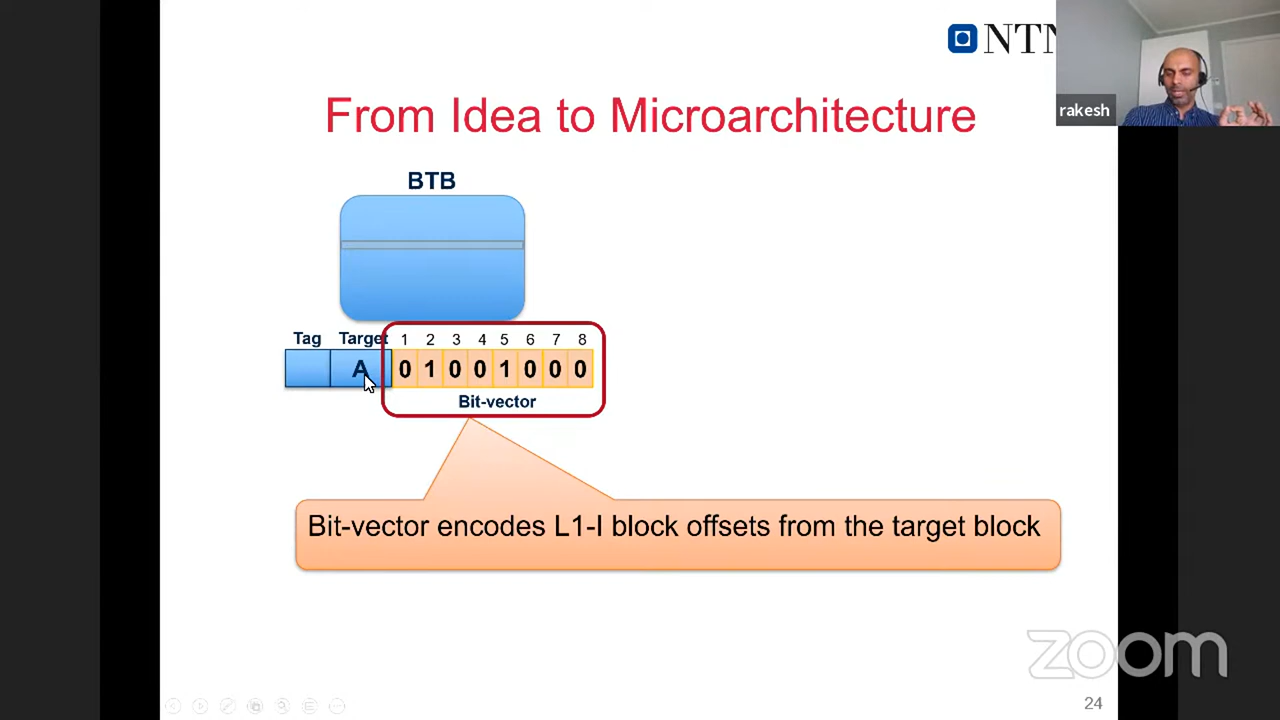 NTN
rakesh
From Idea to Microarchitecture
BTB
Tag Target 1 2 3 4 5 6 7 8
A 0 1 0 0 1 0 0 0
Bit-vector
Bit-vector encodes L1-I block offsets from the target block
zoom
24